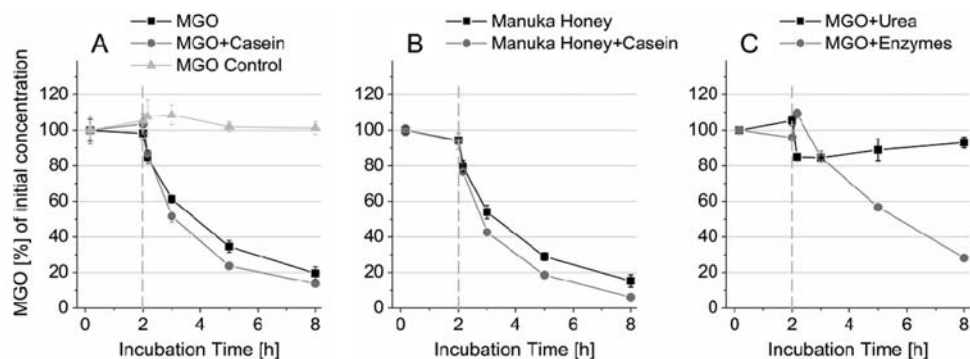 MGO [%] of initial concentration
A
MGO
MGO+Casein
MGO Control
120
100
80
60
40
20
0
0 2 4 6 8
Incubation Time [h]
B
Manuka Honey
Manuka Honey+Casein
120
100
80
60
40
20
0
0 2 4 6 8
Incubation Time [h]
C
MGO+Urea
MGO+Enzymes
120
100
80
60
40
20
0
0 2 4 6 8
Incubation Time [h]